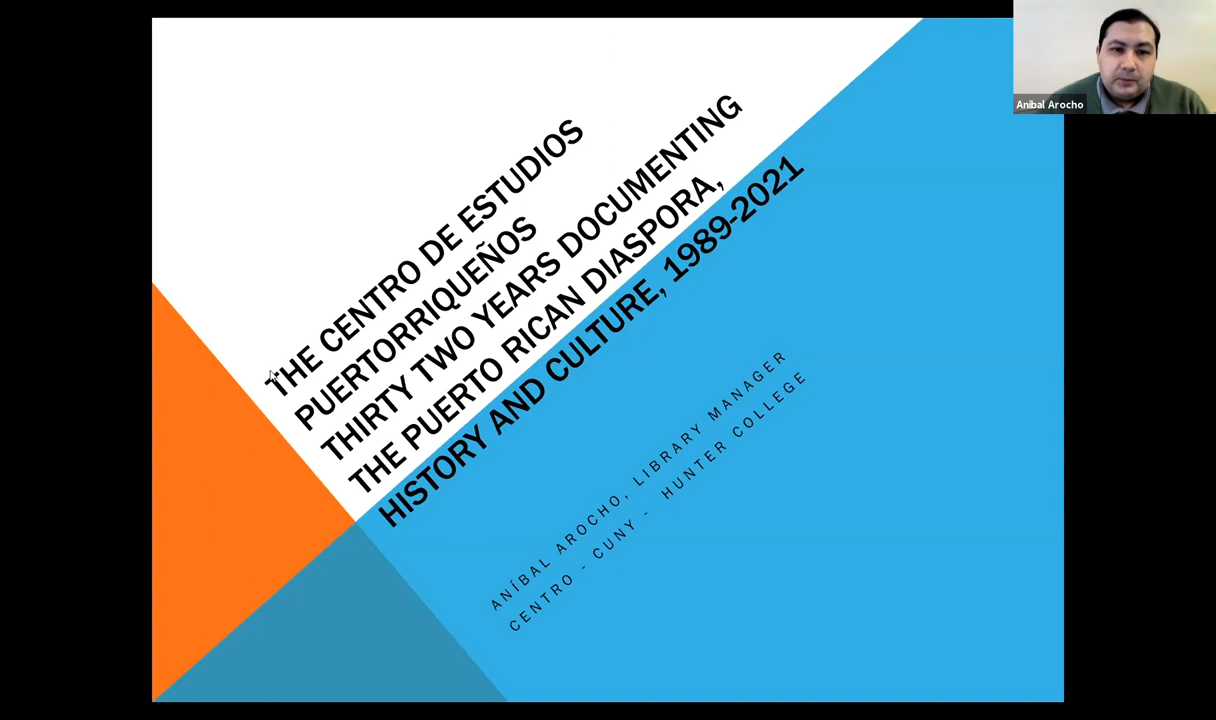 THE CENTRO DE ESTUDIOS
PUERTORRIQUEÑOS
THIRTY TWO YEARS DOCUMENTING
THE PUERTO RICAN DIASPORA,
HISTORY AND CULTURE, 1989-2021
ANÍBAL AROCHO, LIBRARY MANAGER
CENTRO - CUNY - HUNTER COLLEGE
Anibal Arocho